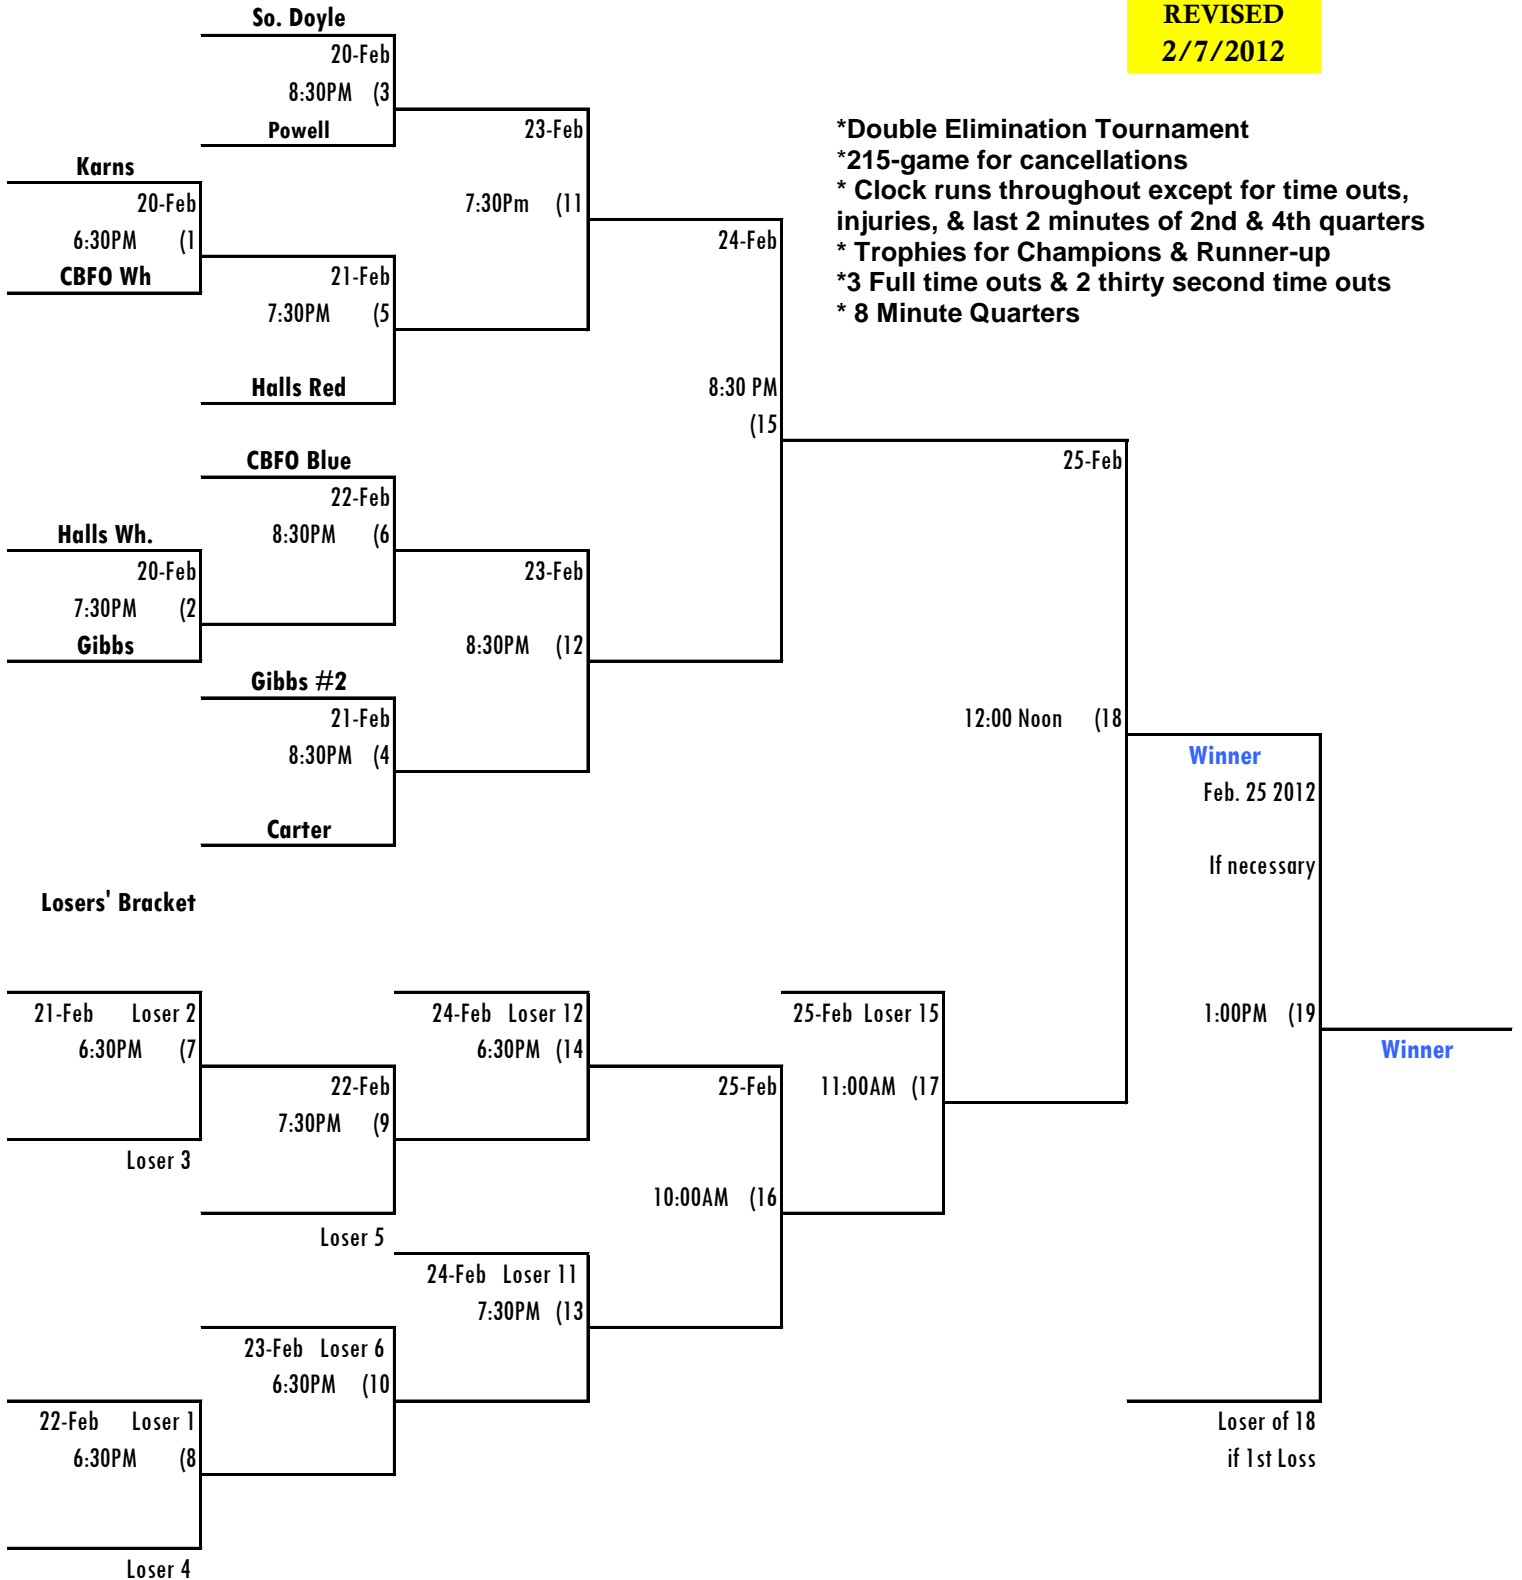 So. Doyle
REVISED
2/7/2012
20-Feb
8:30PM (3
Powell
23-Feb
*Double Elimination Tournament
*215-game for cancellations
* Clock runs throughout except for time outs,
injuries, & last 2 minutes of 2nd & 4th quarters
* Trophies for Champions & Runner-up
*3 Full time outs & 2 thirty second time outs
* 8 Minute Quarters
Karns
20-Feb
6:30PM (1
CBFO Wh
7:30Pm (11
24-Feb
21-Feb
7:30PM (5
Halls Red
8:30 PM
(15
CBFO Blue
25-Feb
22-Feb
8:30PM (6
Halls Wh.
20-Feb
7:30PM (2
Gibbs
23-Feb
8:30PM (12
Gibbs #2
21-Feb
8:30PM (4
Carter
12:00 Noon (18
Winner
Feb. 25 2012
If necessary
Losers' Bracket
21-Feb Loser 2
6:30PM (7
Loser 3
24-Feb Loser 12
6:30PM (14
25-Feb Loser 15
1:00PM (19
Winner
22-Feb
7:30PM (9
25-Feb
11:00AM (17
10:00AM (16
Loser 5
24-Feb Loser 11
7:30PM (13
23-Feb Loser 6
6:30PM (10
22-Feb Loser 1
6:30PM (8
Loser 4
Loser of 18
if 1st Loss